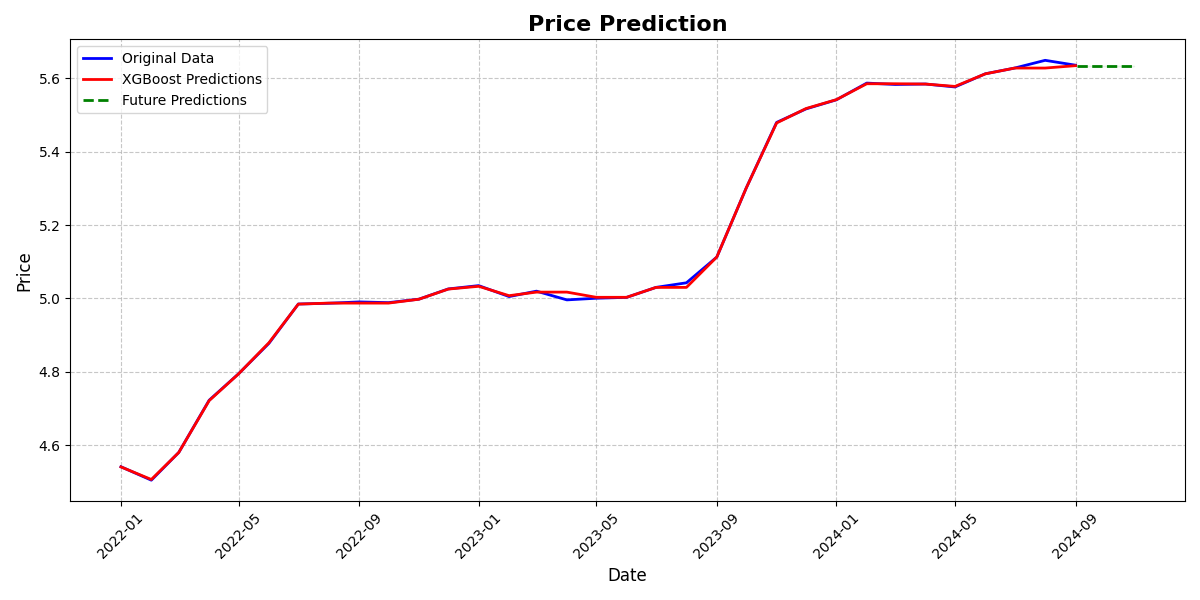 Price Prediction
Original Data
XGBoost Predictions
Future Predictions
Price
5.6
5.4
5.2
5.0
4.8
4.6
2022-01
2022-05
2022-09
2023-01
2023-05
2023-09
2024-01
2024-05
2024-09
Date